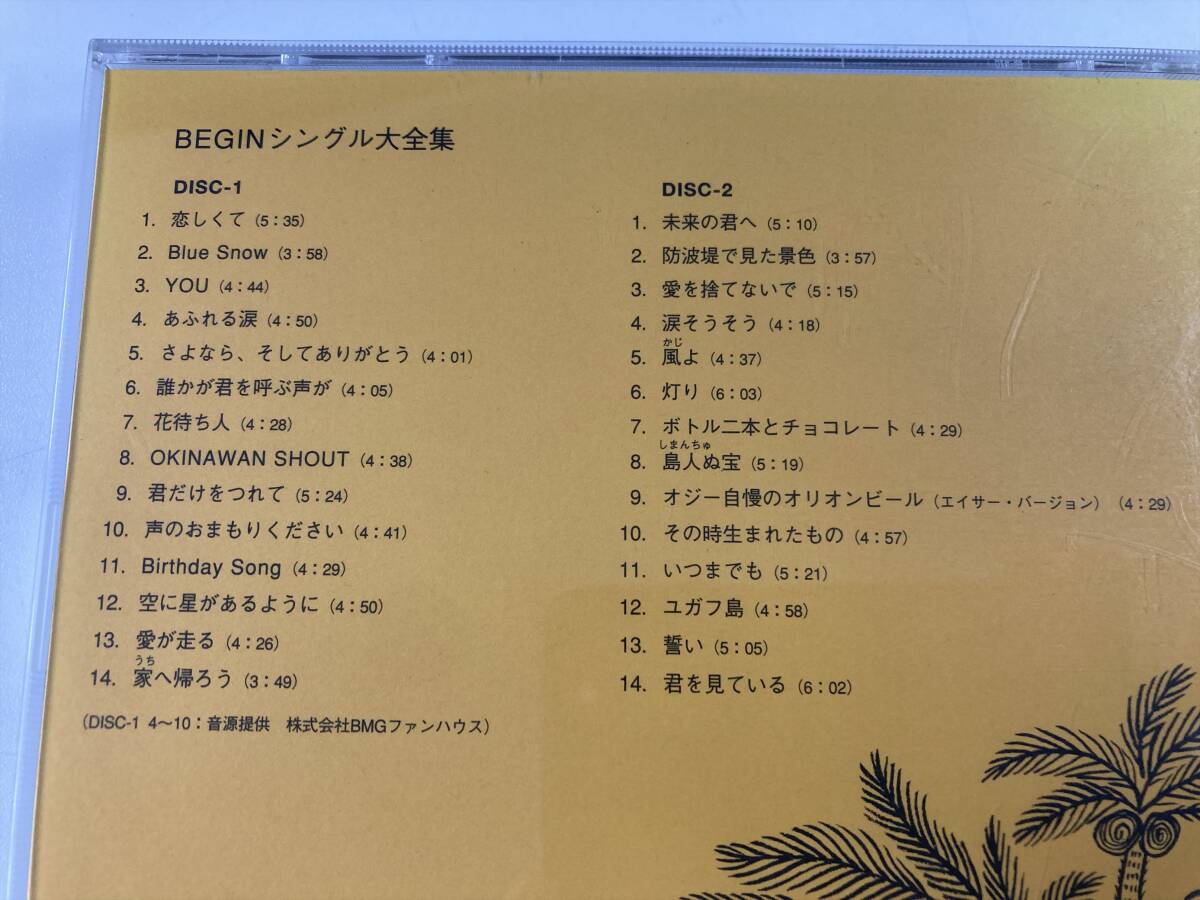 BEGINシングル大全集
DISC-1
1. 恋しくて（5：35）
2. Blue Snow（3：58）
3. YOU（4：44）
4. あふれる涙（4：50）
5. さよなら、そしてありがとう（4：01）
6. 誰かが君を呼ぶ声が（4：05）
7. 花待ち人（4：28）
8. OKINAWAN SHOUT（4：38）
9. 君だけをつれて（5：24）
10. 声のおまもりください（4：41）
11. Birthday Song（4：29）
12. 空に星があるように（4：50）
13. 愛が走る（4：26）
うち
14. 家へ帰ろう（3：49）
（DISC-1 4〜10：音源提供　株式会社BMGファンハウス）
DISC-2
1. 未来の君へ（5：10）
2. 防波堤で見た景色（3：57）
3. 愛を捨てないで（5：15）
4. 涙そうそう（4：18）
かじ
5. 風よ（4：37）
6. 灯り（6：03）
7. ボトル二本とチョコレート（4：29）
しまんちゅ
8. 島人ぬ宝（5：19）
9. オジー自慢のオリオンビール（エイサー・バージョン）（4：29）
10. その時生まれたもの（4：57）
11. いつまでも（5：21）
12. ユガフ島（4：58）
13. 誓い（5：05）
14. 君を見ている（6：02）